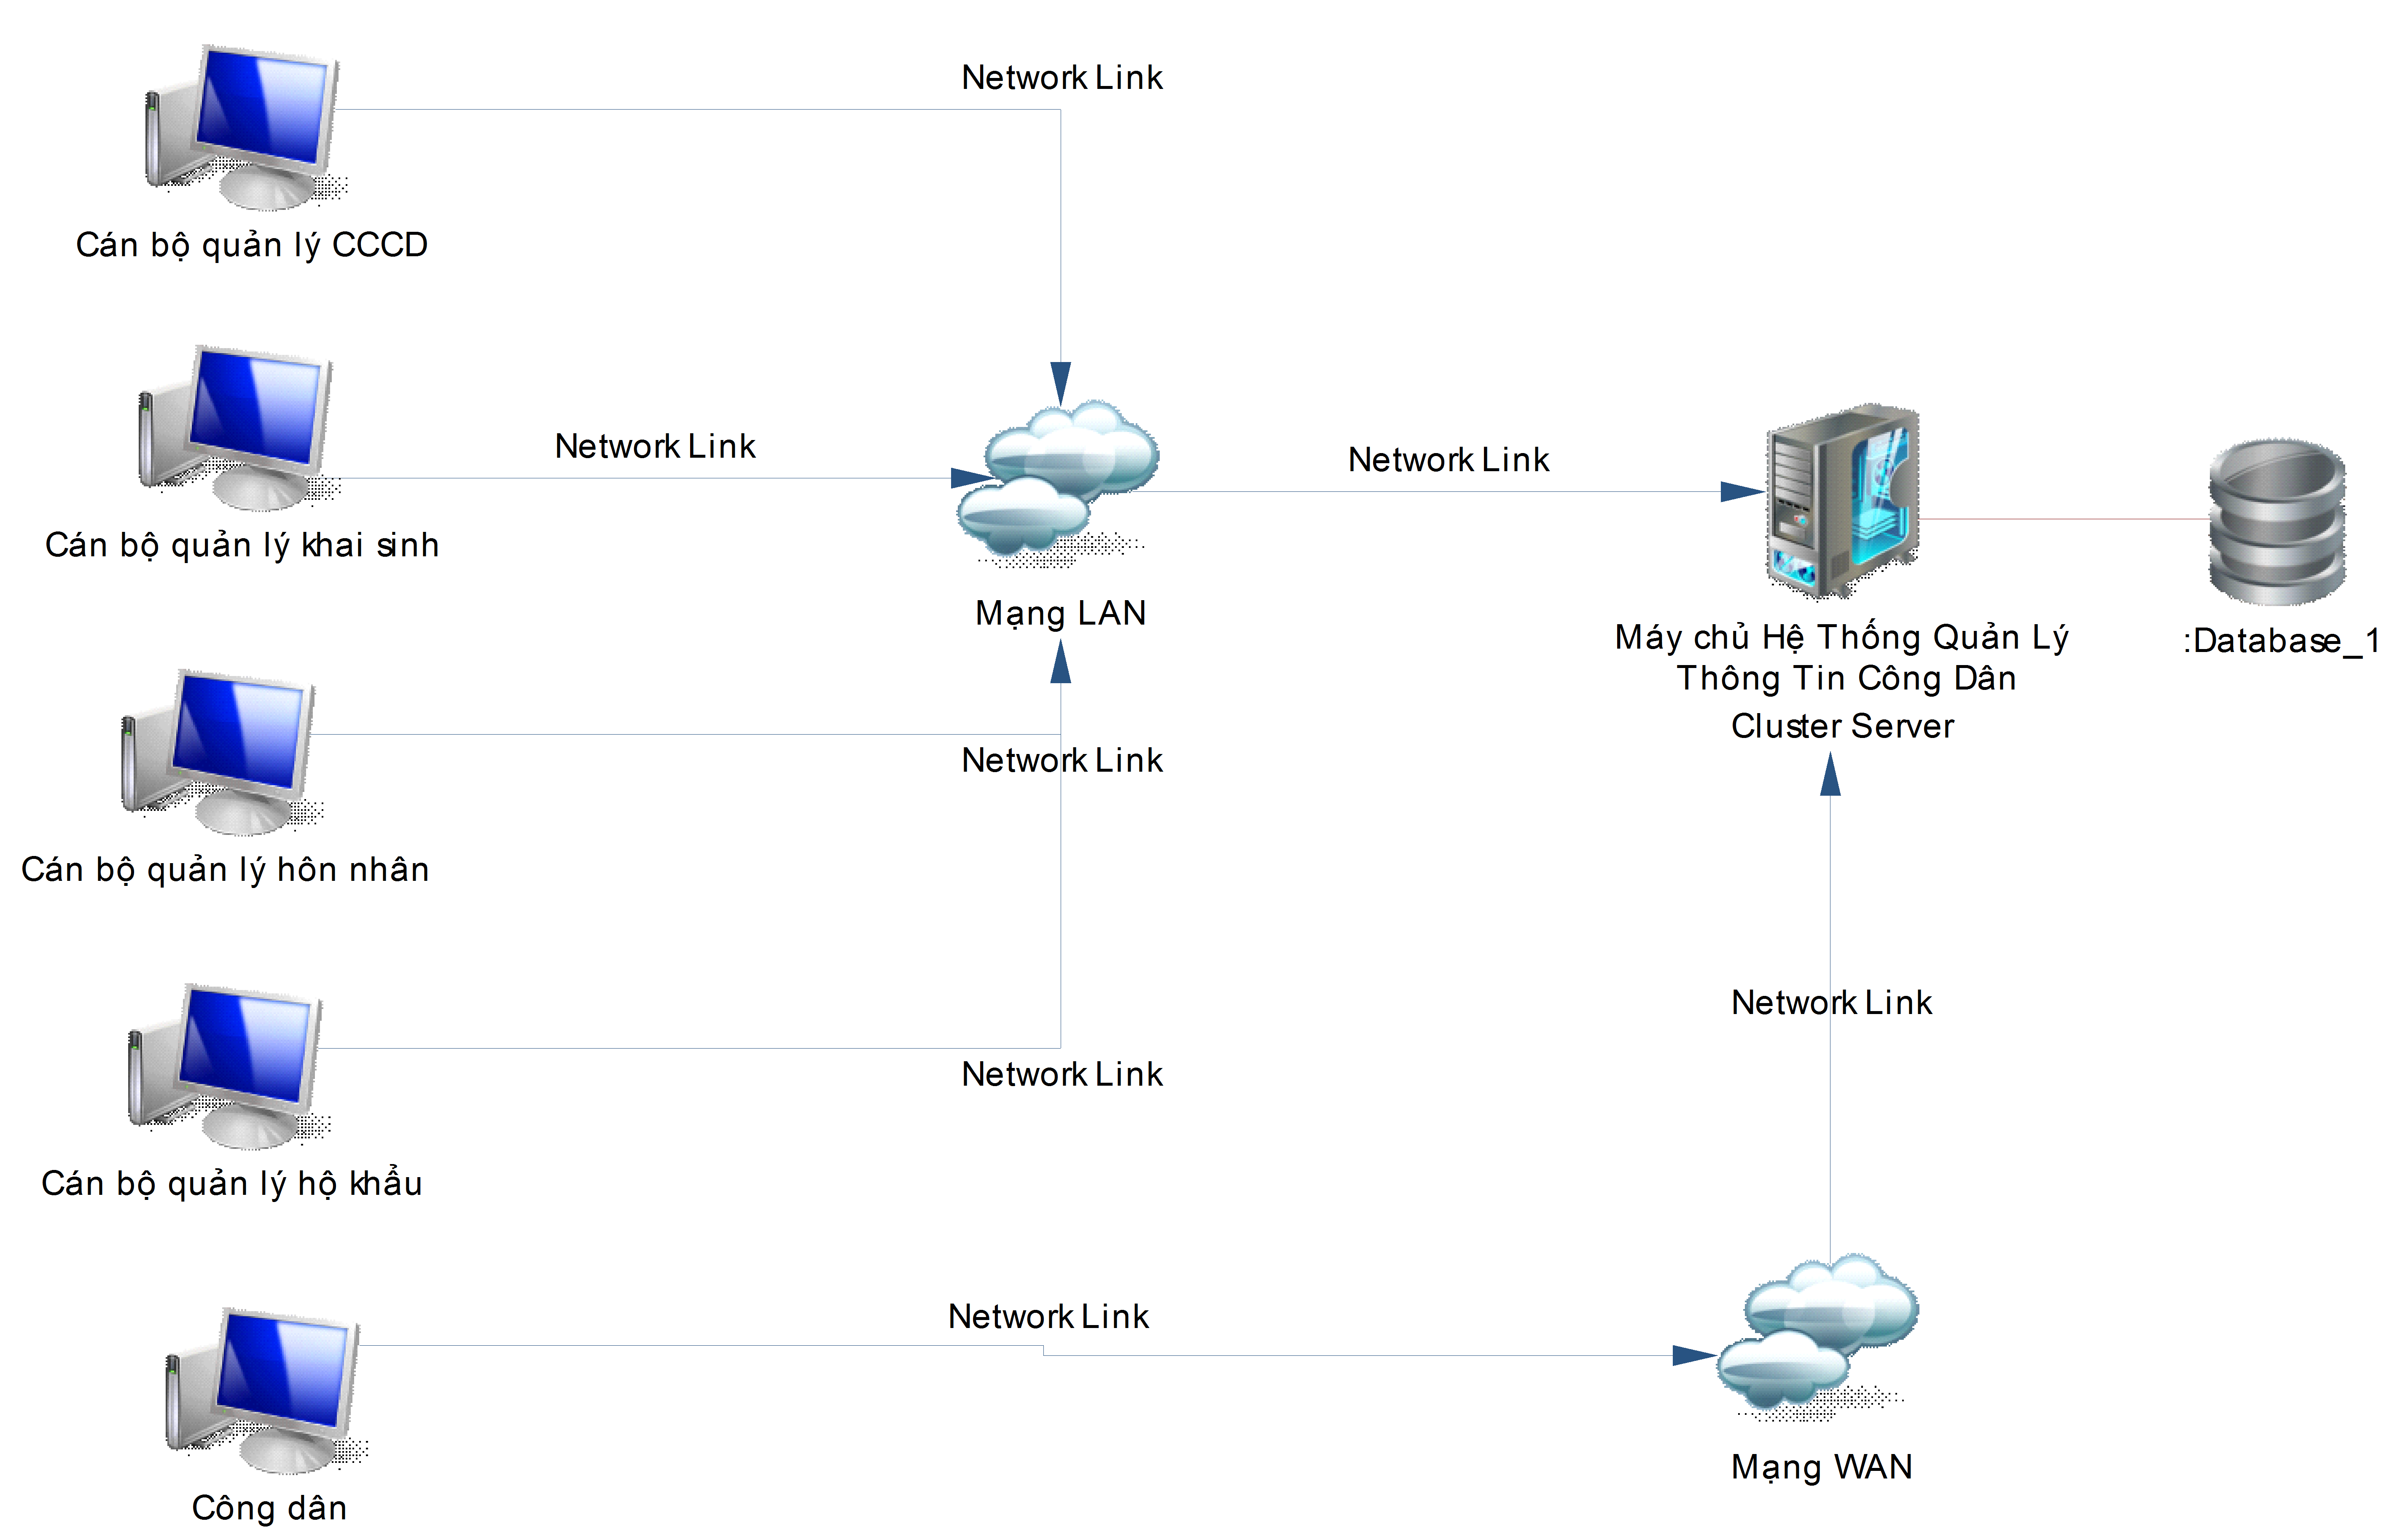 Network Link
Cán bộ quản lý CCCD
Network Link
Network Link
Cán bộ quản lý khai sinh
Mạng LAN
Máy chủ Hệ Thống Quản Lý
Thông Tin Công Dân
Cluster Server
:Database_1
Network Link
Cán bộ quản lý hôn nhân
Network Link
Network Link
Cán bộ quản lý hộ khẩu
Network Link
Mạng WAN
Công dân